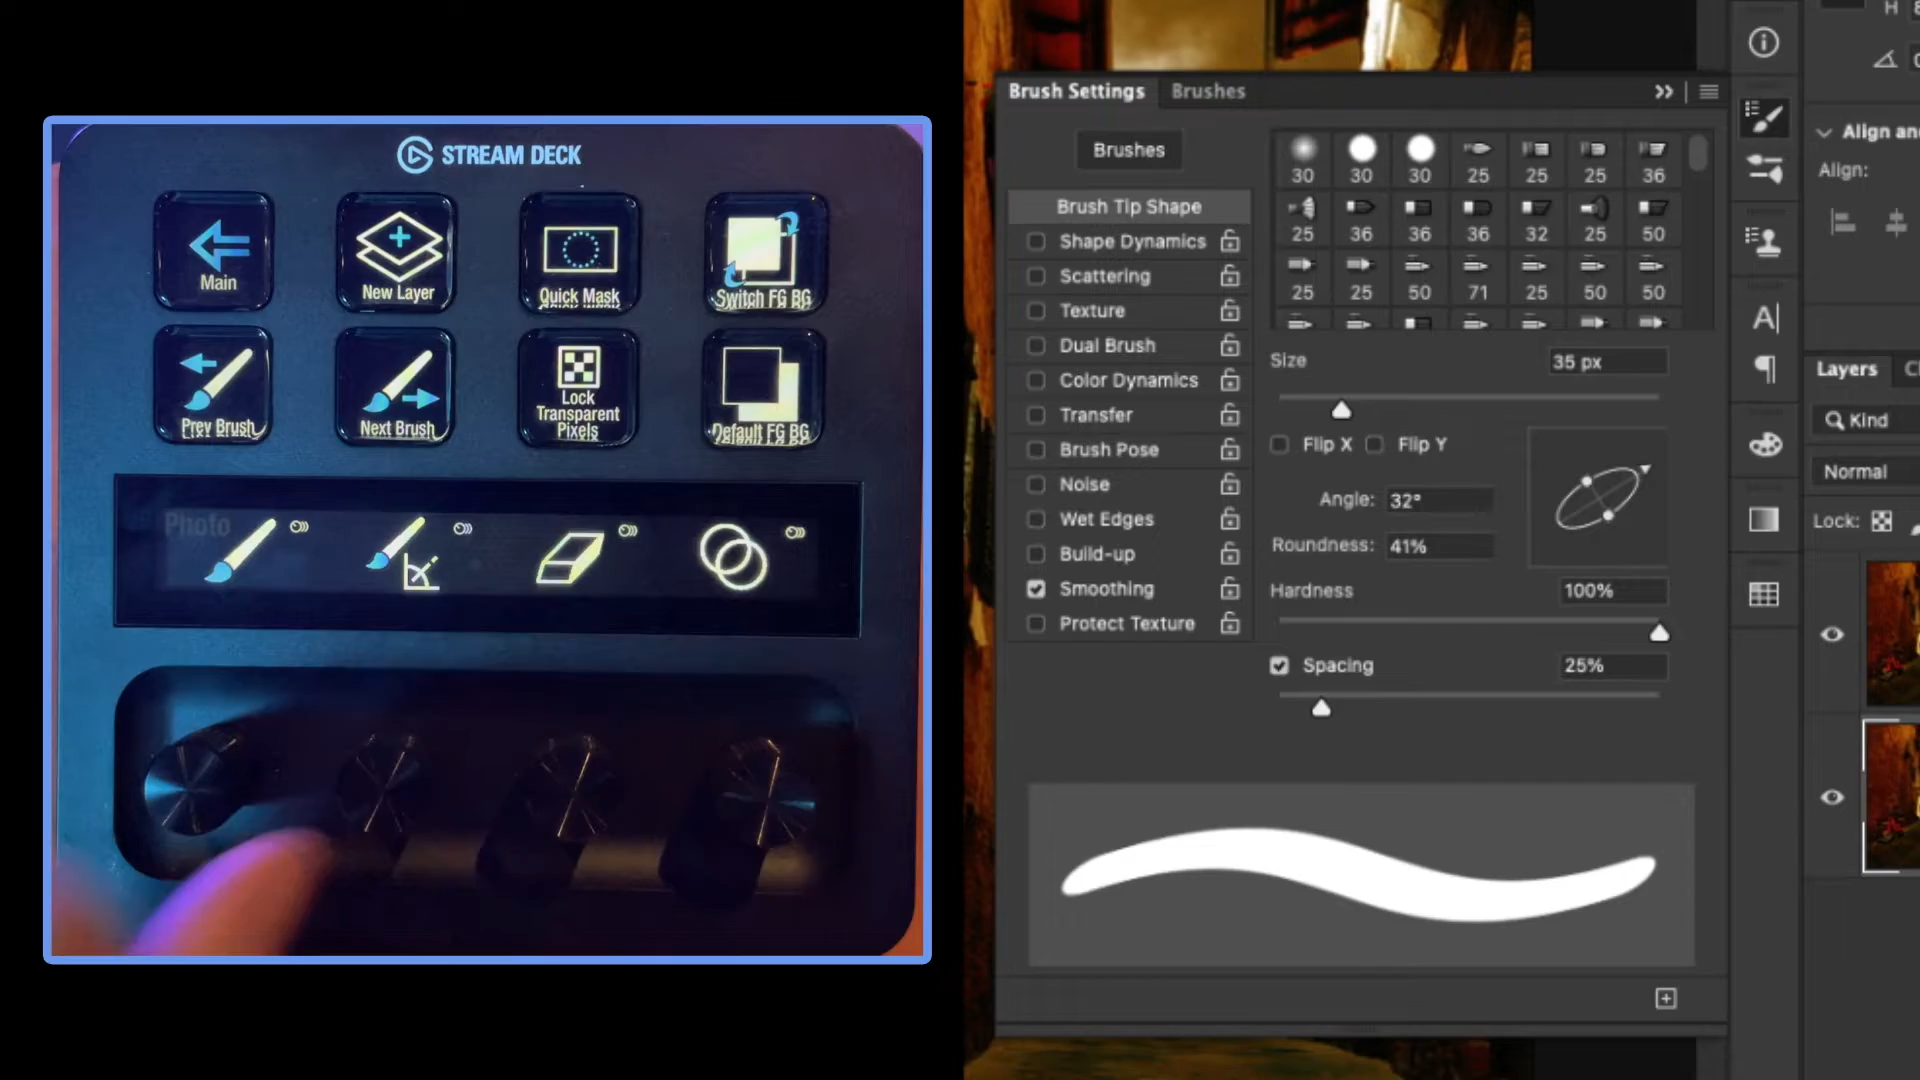 STREAM DECK
Main
New Layer
Quick Mask
Switch FG BG
Prev Brush
Next Brush
Lock
Transparent
Pixels
Default FG BG
Photo
Brush Settings
Brushes
Brushes
30
30
30
25
25
25
36
Brush Tip Shape
Shape Dynamics
Scattering
Texture
Dual Brush
Color Dynamics
Transfer
Brush Pose
Noise
Wet Edges
Build-up
Smoothing
Protect Texture
25
36
36
36
32
25
50
25
25
50
71
25
50
50
Size
35 px
Flip X
Flip Y
Angle: 32°
Roundness: 41%
Hardness
100%
Spacing
25%
H
Align and
Align:
A
Layers
Kind
Normal
Lock: